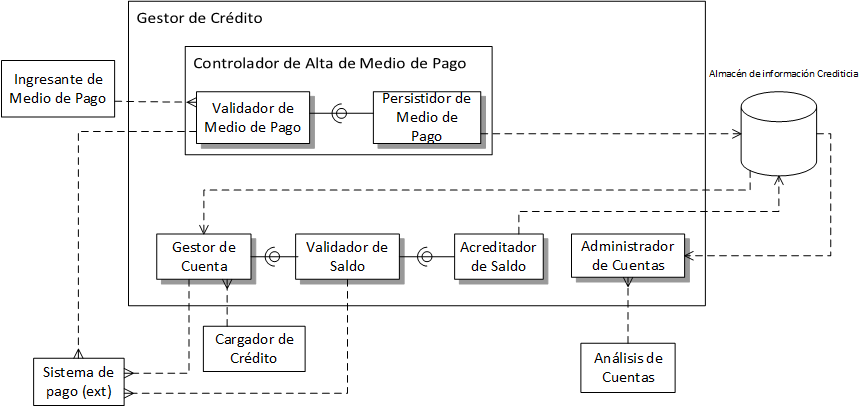 Gestor de Crédito
Controlador de Alta de Medio de Pago
Ingresante de
Medio de Pago
Validador de
Medio de Pago
Persistidor de
Medio de
Pago
Almacén de información Crediticia
Gestor de
Cuenta
Validador de
Saldo
Acreditador
de Saldo
Administrador
de Cuentas
Cargador de
Crédito
Sistema de
pago (ext)
Análisis de
Cuentas